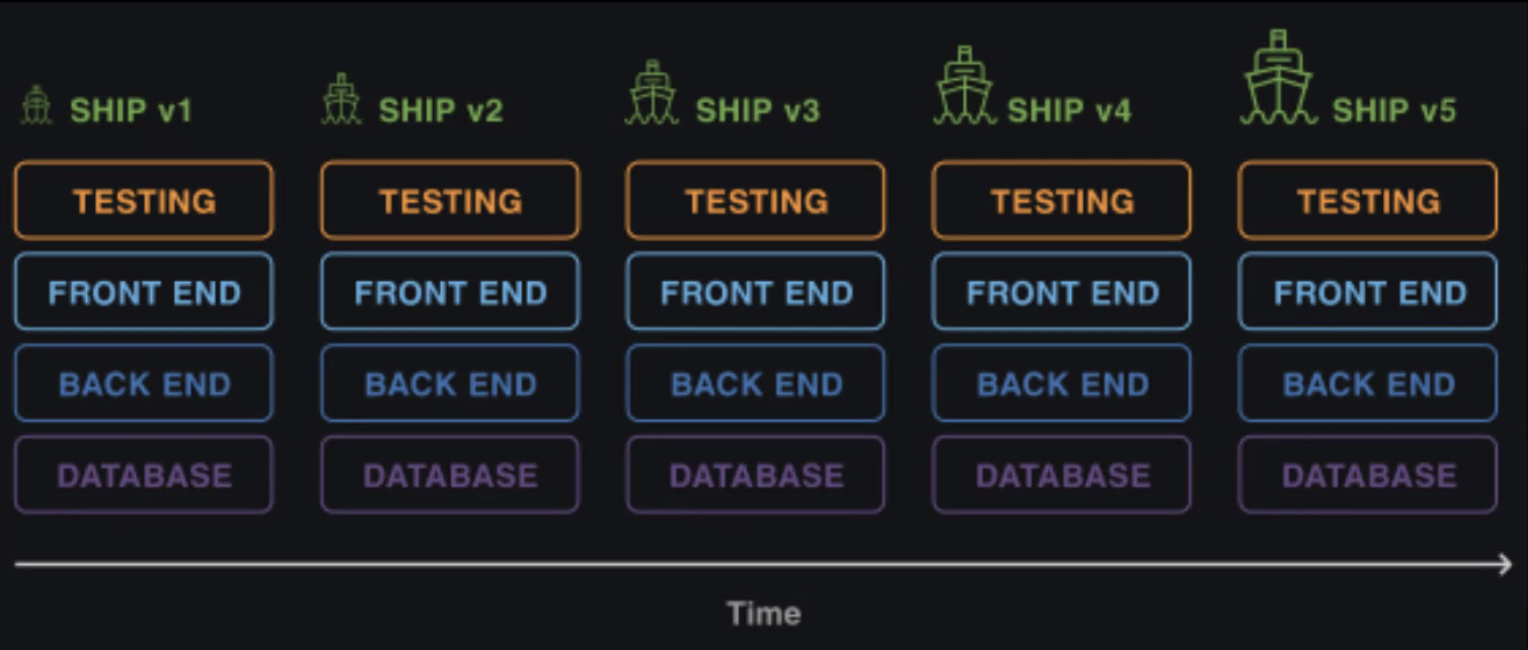 SHIP v1 SHIP v2 SHIP v3 SHIP v4 SHIP v5
TESTING TESTING TESTING TESTING TESTING
FRONT END FRONT END FRONT END FRONT END FRONT END
BACK END BACK END BACK END BACK END BACK END
DATABASE DATABASE DATABASE DATABASE DATABASE
Time